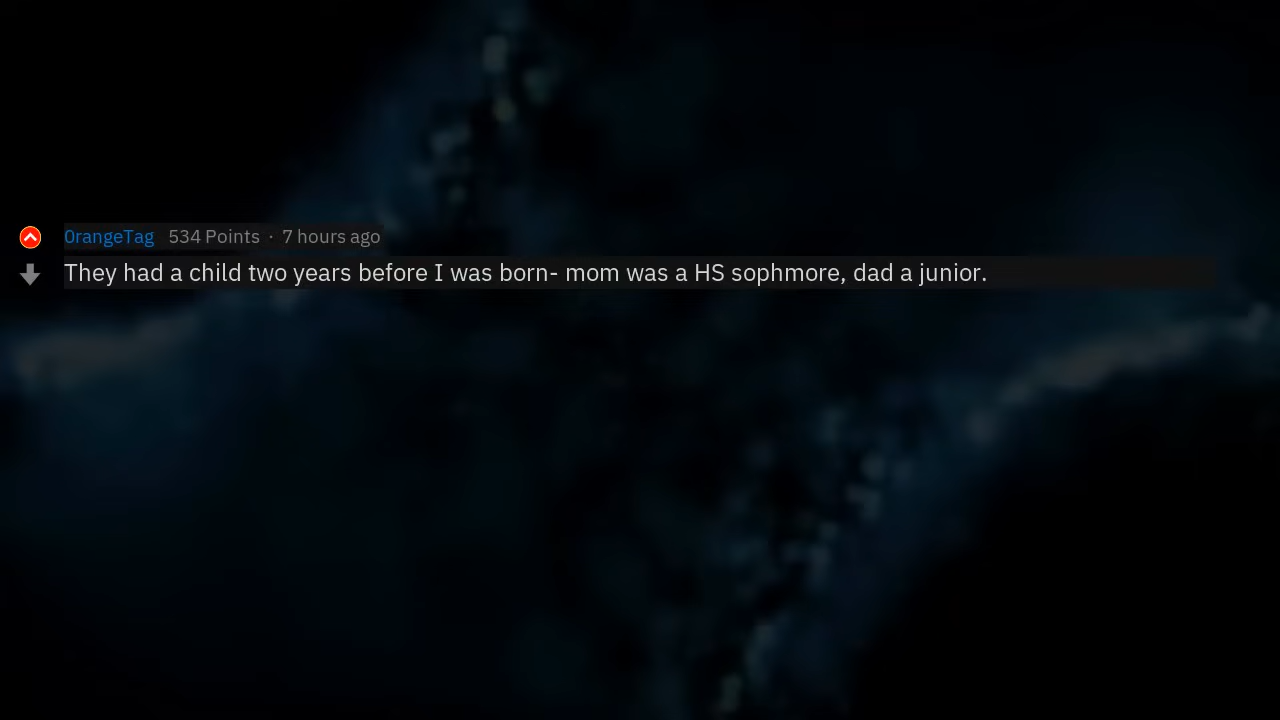 0rangeTag 534 Points · 7 hours ago
They had a child two years before I was born- mom was a HS sophmore, dad a junior.